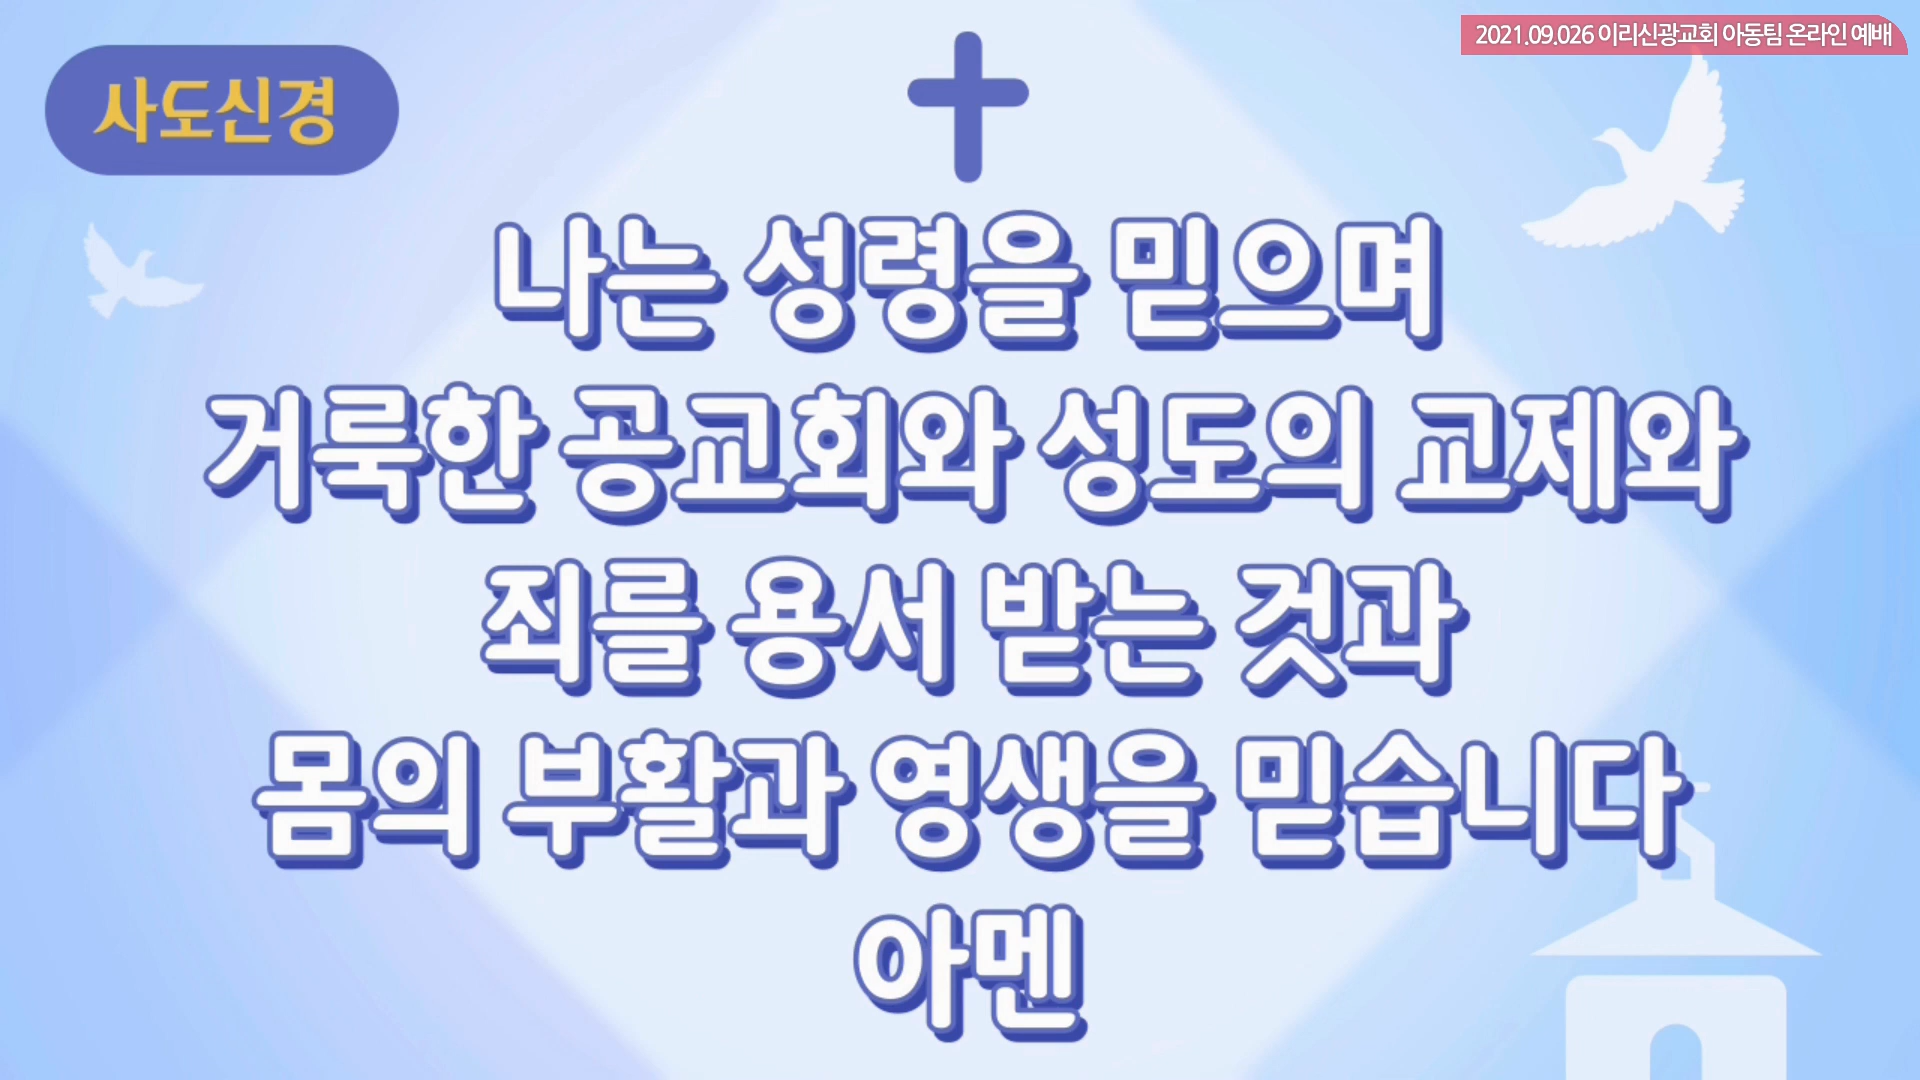 2021.09.026 이리신광교회 아동팀 온라인 예배
사도신경
나는 성령을 믿으며
거룩한 공교회와 성도의 교제와
죄를 용서 받는 것과
몸의 부활과 영생을 믿습니다
아멘